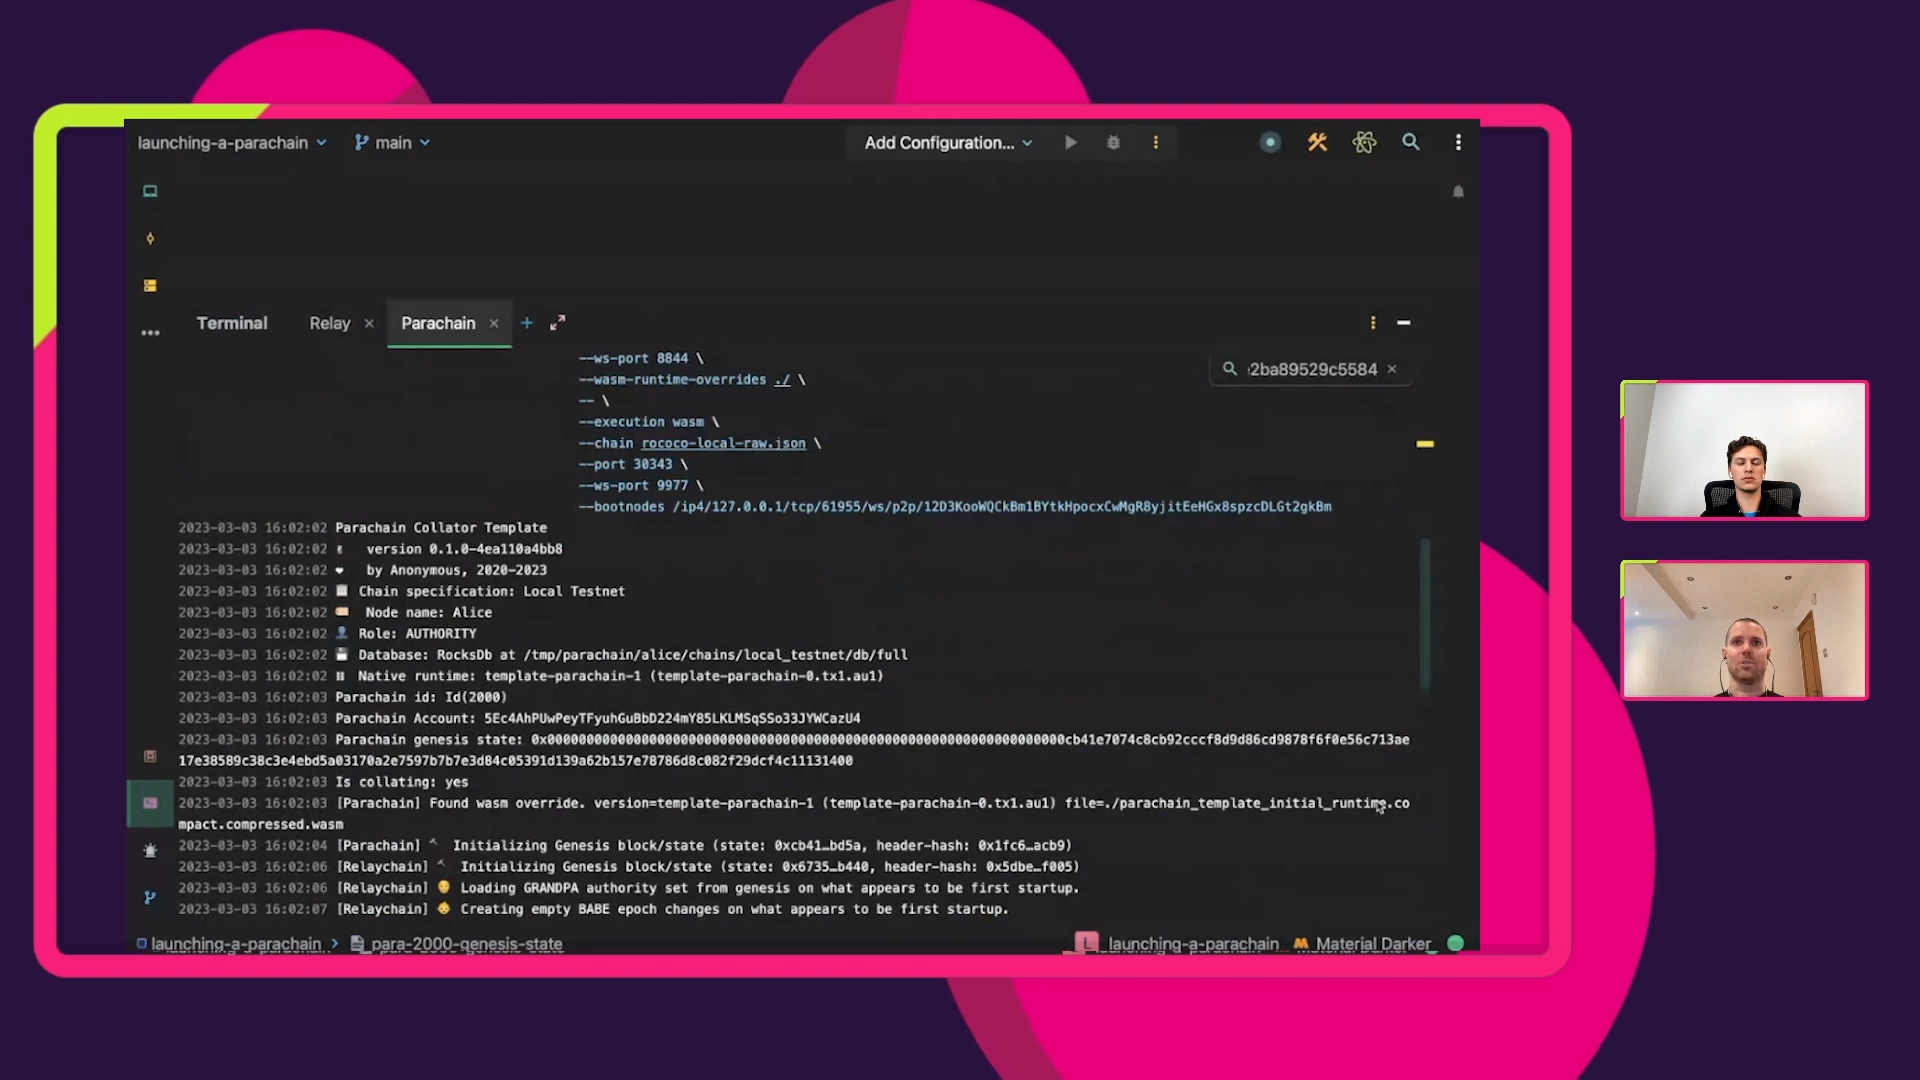 launching-a-parachain
main
Add Configuration...
Terminal
Relay
Parachain
2ba89529c5584
--ws-port 8844 \
--wasm-runtime-overrides ./ \
-- \
--execution wasm \
--chain rococo-local-raw.json \
--port 30343 \
--ws-port 9977 \
--bootnodes /ip4/127.0.0.1/tcp/61955/ws/p2p/12D3KooWQCkBm1BYtkHpocxCwMgR8yjitEeHGx8spzcDLGt2gkBm
2023-03-03 16:02:02 Parachain Collator Template
2023-03-03 16:02:02 version 0.1.0-4ea110a4bb8
2023-03-03 16:02:02 by Anonymous, 2020-2023
2023-03-03 16:02:02 Chain specification: Local Testnet
2023-03-03 16:02:02 Node name: Alice
2023-03-03 16:02:02 Role: AUTHORITY
2023-03-03 16:02:02 Database: RocksDb at /tmp/parachain/alice/chains/local_testnet/db/full
2023-03-03 16:02:02 Native runtime: template-parachain-1 (template-parachain-0.tx1.au1)
2023-03-03 16:02:03 Parachain id: Id(2000)
2023-03-03 16:02:03 Parachain Account: 5Ec4AhPUwPeyTFyuhGuBbD224mY85LKLMSqSSo33JYWCazU4
2023-03-03 16:02:03 Parachain genesis state: 0x000000000000000000000000000000000000000000000000000000000000000000cb41e7074c8cb92cccf8d9d86cd9878f6f0e56c713ae
17e38589c38c3e4ebd5a03170a2e7597b7b7e3d84c05391d139a62b157e78786d8c082f29dcf4c11131400
2023-03-03 16:02:03 Is collating: yes
2023-03-03 16:02:03 [Parachain] Found wasm override. version=template-parachain-1 (template-parachain-0.tx1.au1) file=./parachain_template_initial_runtime.co
mpact.compressed.wasm
2023-03-03 16:02:04 [Parachain] Initializing Genesis block/state (state: 0xcb41…bd5a, header-hash: 0x1fc6…acb9)
2023-03-03 16:02:06 [Relaychain] Initializing Genesis block/state (state: 0x6735…b440, header-hash: 0x5dbe…f005)
2023-03-03 16:02:06 [Relaychain] Loading GRANDPA authority set from genesis on what appears to be first startup.
2023-03-03 16:02:07 [Relaychain] Creating empty BABE epoch changes on what appears to be first startup.
launching-a-parachain > para-2000-genesis-state
L launching-a-parachain Material Darker